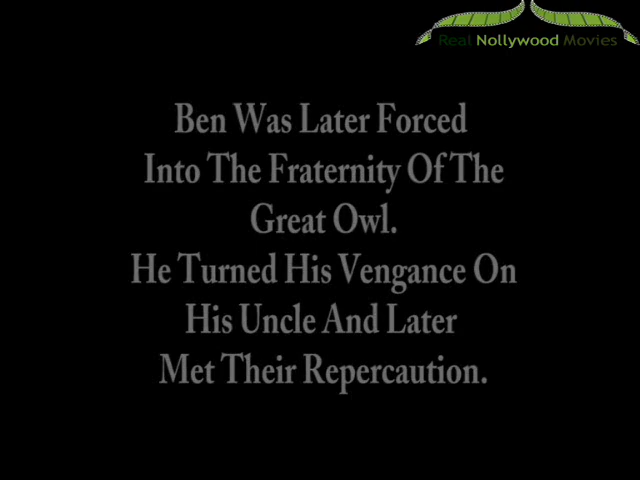 Real Nollywood Movies
Ben Was Later Forced
Into The Fraternity Of The
Great Owl.
He Turned His Vengance On
His Uncle And Later
Met Their Repercaution.